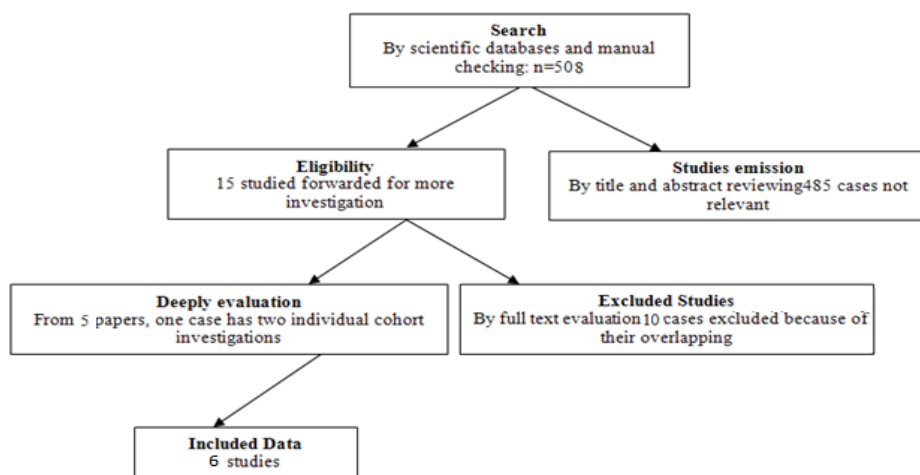 Search
By scientific databases and manual
checking: n=508
Eligibility
15 studied forwarded for more
investigation
Studies emission
By title and abstract reviewing485 cases not
relevant
Deeply evaluation
From 5 papers, one case has two individual cohort
investigations
Excluded Studies
By full text evaluation10 cases excluded because of
their overlapping
Included Data
6 studies